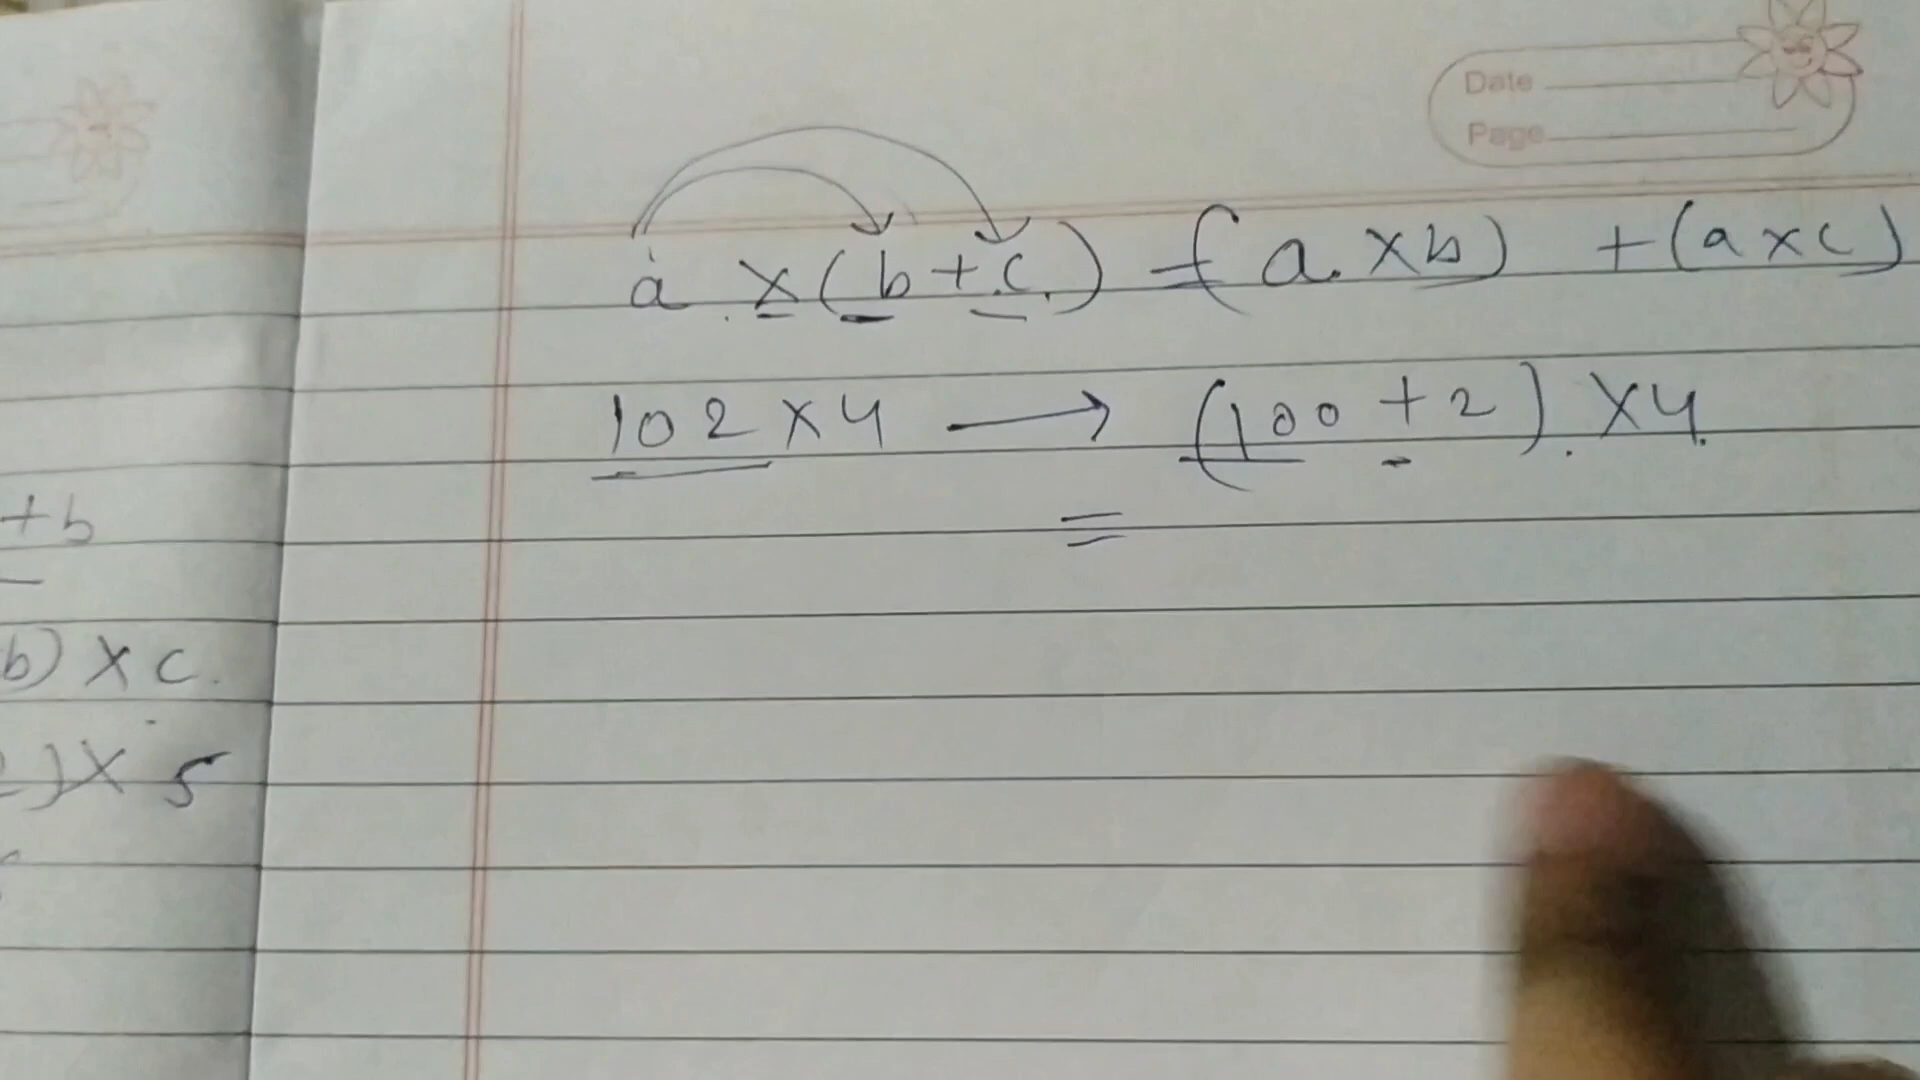 +b
b) x c.
) x 5
Date
Page
a x (b + c) = (a x b) + (a x c)
102 x 4 → (100 + 2) x 4
=